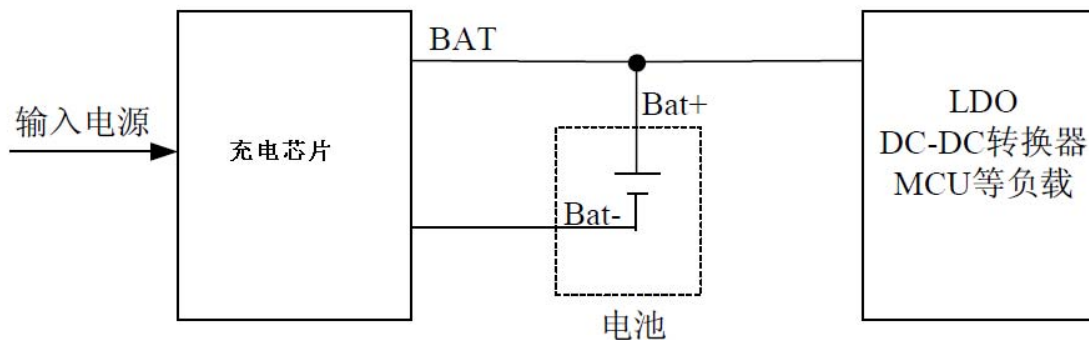 输入电源
充电芯片
BAT
Bat+
Bat-
电池
LDO
DC-DC转换器
MCU等负载